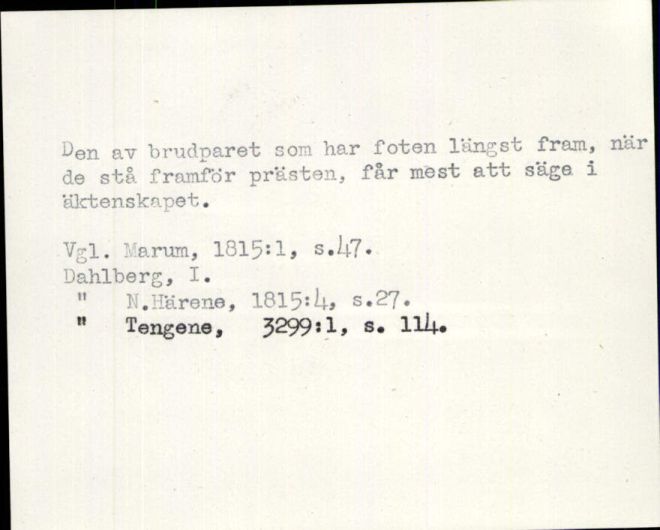 Den av brudparet som har foten längst fram, när
de stå framför prästen, får mest att säga i
äktenskapet.
Vgl. Marum, 1815:1, s.47.
Dahlberg, I.
" N.Härene, 1815:4, s.27.
" Tengene, 3299:1, s. 114.